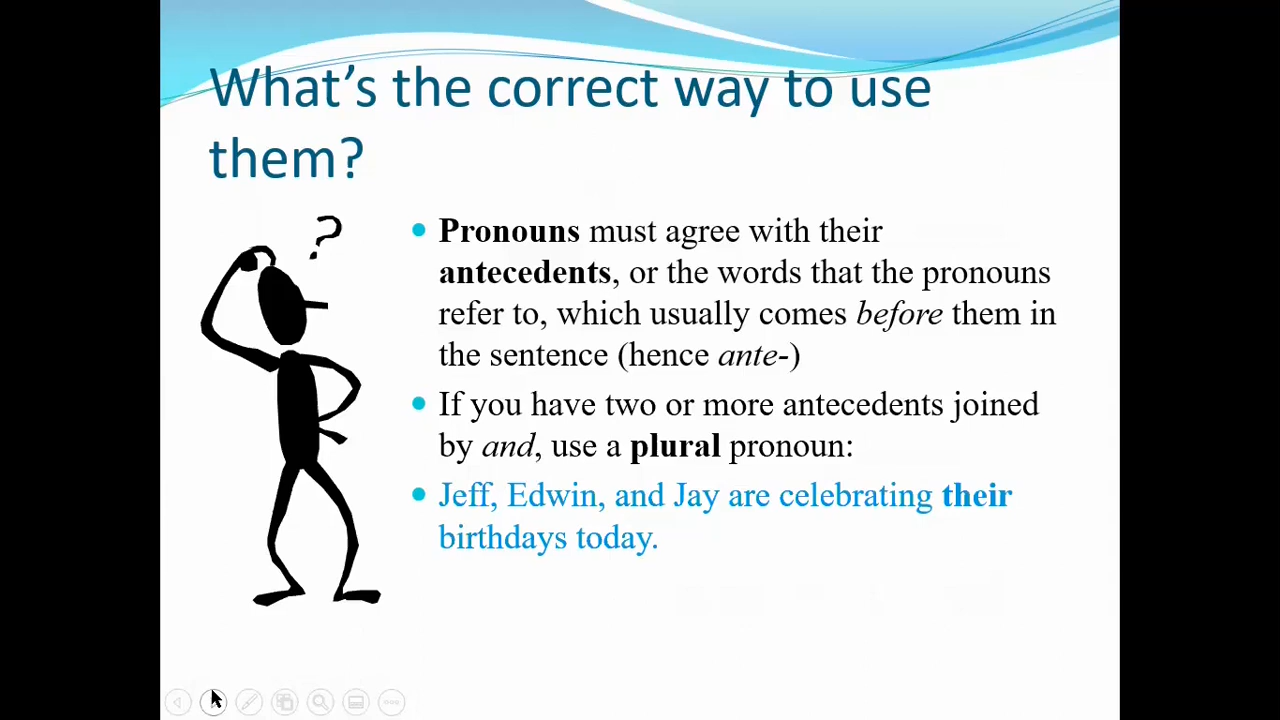 What’s the correct way to use
them?
?
Pronouns must agree with their
antecedents, or the words that the pronouns
refer to, which usually comes before them in
the sentence (hence ante-)
If you have two or more antecedents joined
by and, use a plural pronoun:
Jeff, Edwin, and Jay are celebrating their
birthdays today.